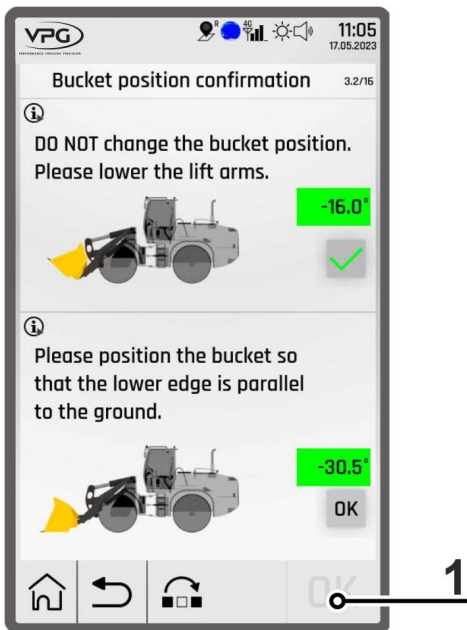 VPG
PERFORMANCE THROUGH PRECISION
R
4G
11:05
17.05.2023
Bucket position confirmation
3.2/16
DO NOT change the bucket position.
Please lower the lift arms.
-16.0°
Please position the bucket so
that the lower edge is parallel
to the ground.
-30.5°
OK
OK
1